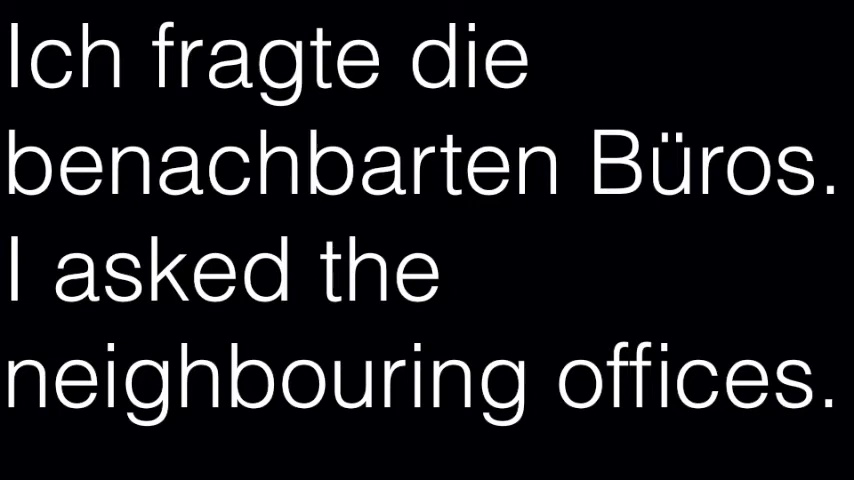 Ich fragte die
benachbarten Büros.
I asked the
neighbouring offices.